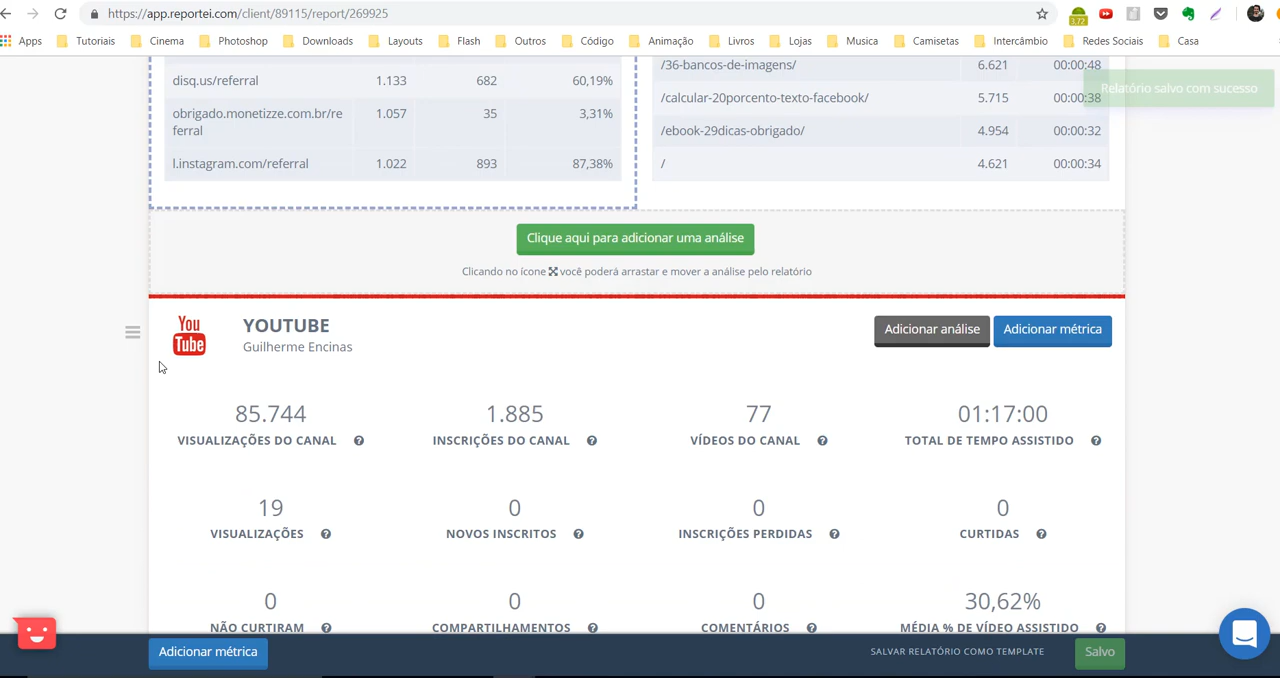 https://app.reportei.com/client/89115/report/269925
3.72
Apps Tutoriais Cinema Photoshop Downloads Layouts Flash Outros Código Animação Livros Lojas Musica Camisetas Intercâmbio Redes Sociais Casa
disq.us/referral 1.133 682 60,19%
obrigado.monetizze.com.br/re
ferral 1.057 35 3,31%
l.instagram.com/referral 1.022 893 87,38%
/36-bancos-de-imagens/ 6.621 00:00:48
/calcular-20porcento-texto-facebook/ 5.715 00:00:38
/ebook-29dicas-obrigado/ 4.954 00:00:32
/ 4.621 00:00:34
Relatório salvo com sucesso
Clique aqui para adicionar uma análise
Clicando no ícone você poderá arrastar e mover a análise pelo relatório
You
Tube
YOUTUBE
Guilherme Encinas
Adicionar análise Adicionar métrica
85.744 1.885 77 01:17:00
VISUALIZAÇÕES DO CANAL INSCRIÇÕES DO CANAL VÍDEOS DO CANAL TOTAL DE TEMPO ASSISTIDO
19 0 0 0
VISUALIZAÇÕES NOVOS INSCRITOS INSCRIÇÕES PERDIDAS CURTIDAS
0 0 0 30,62%
NÃO CURTIRAM COMPARTILHAMENTOS COMENTÁRIOS MÉDIA % DE VÍDEO ASSISTIDO
Adicionar métrica SALVAR RELATÓRIO COMO TEMPLATE Salvo